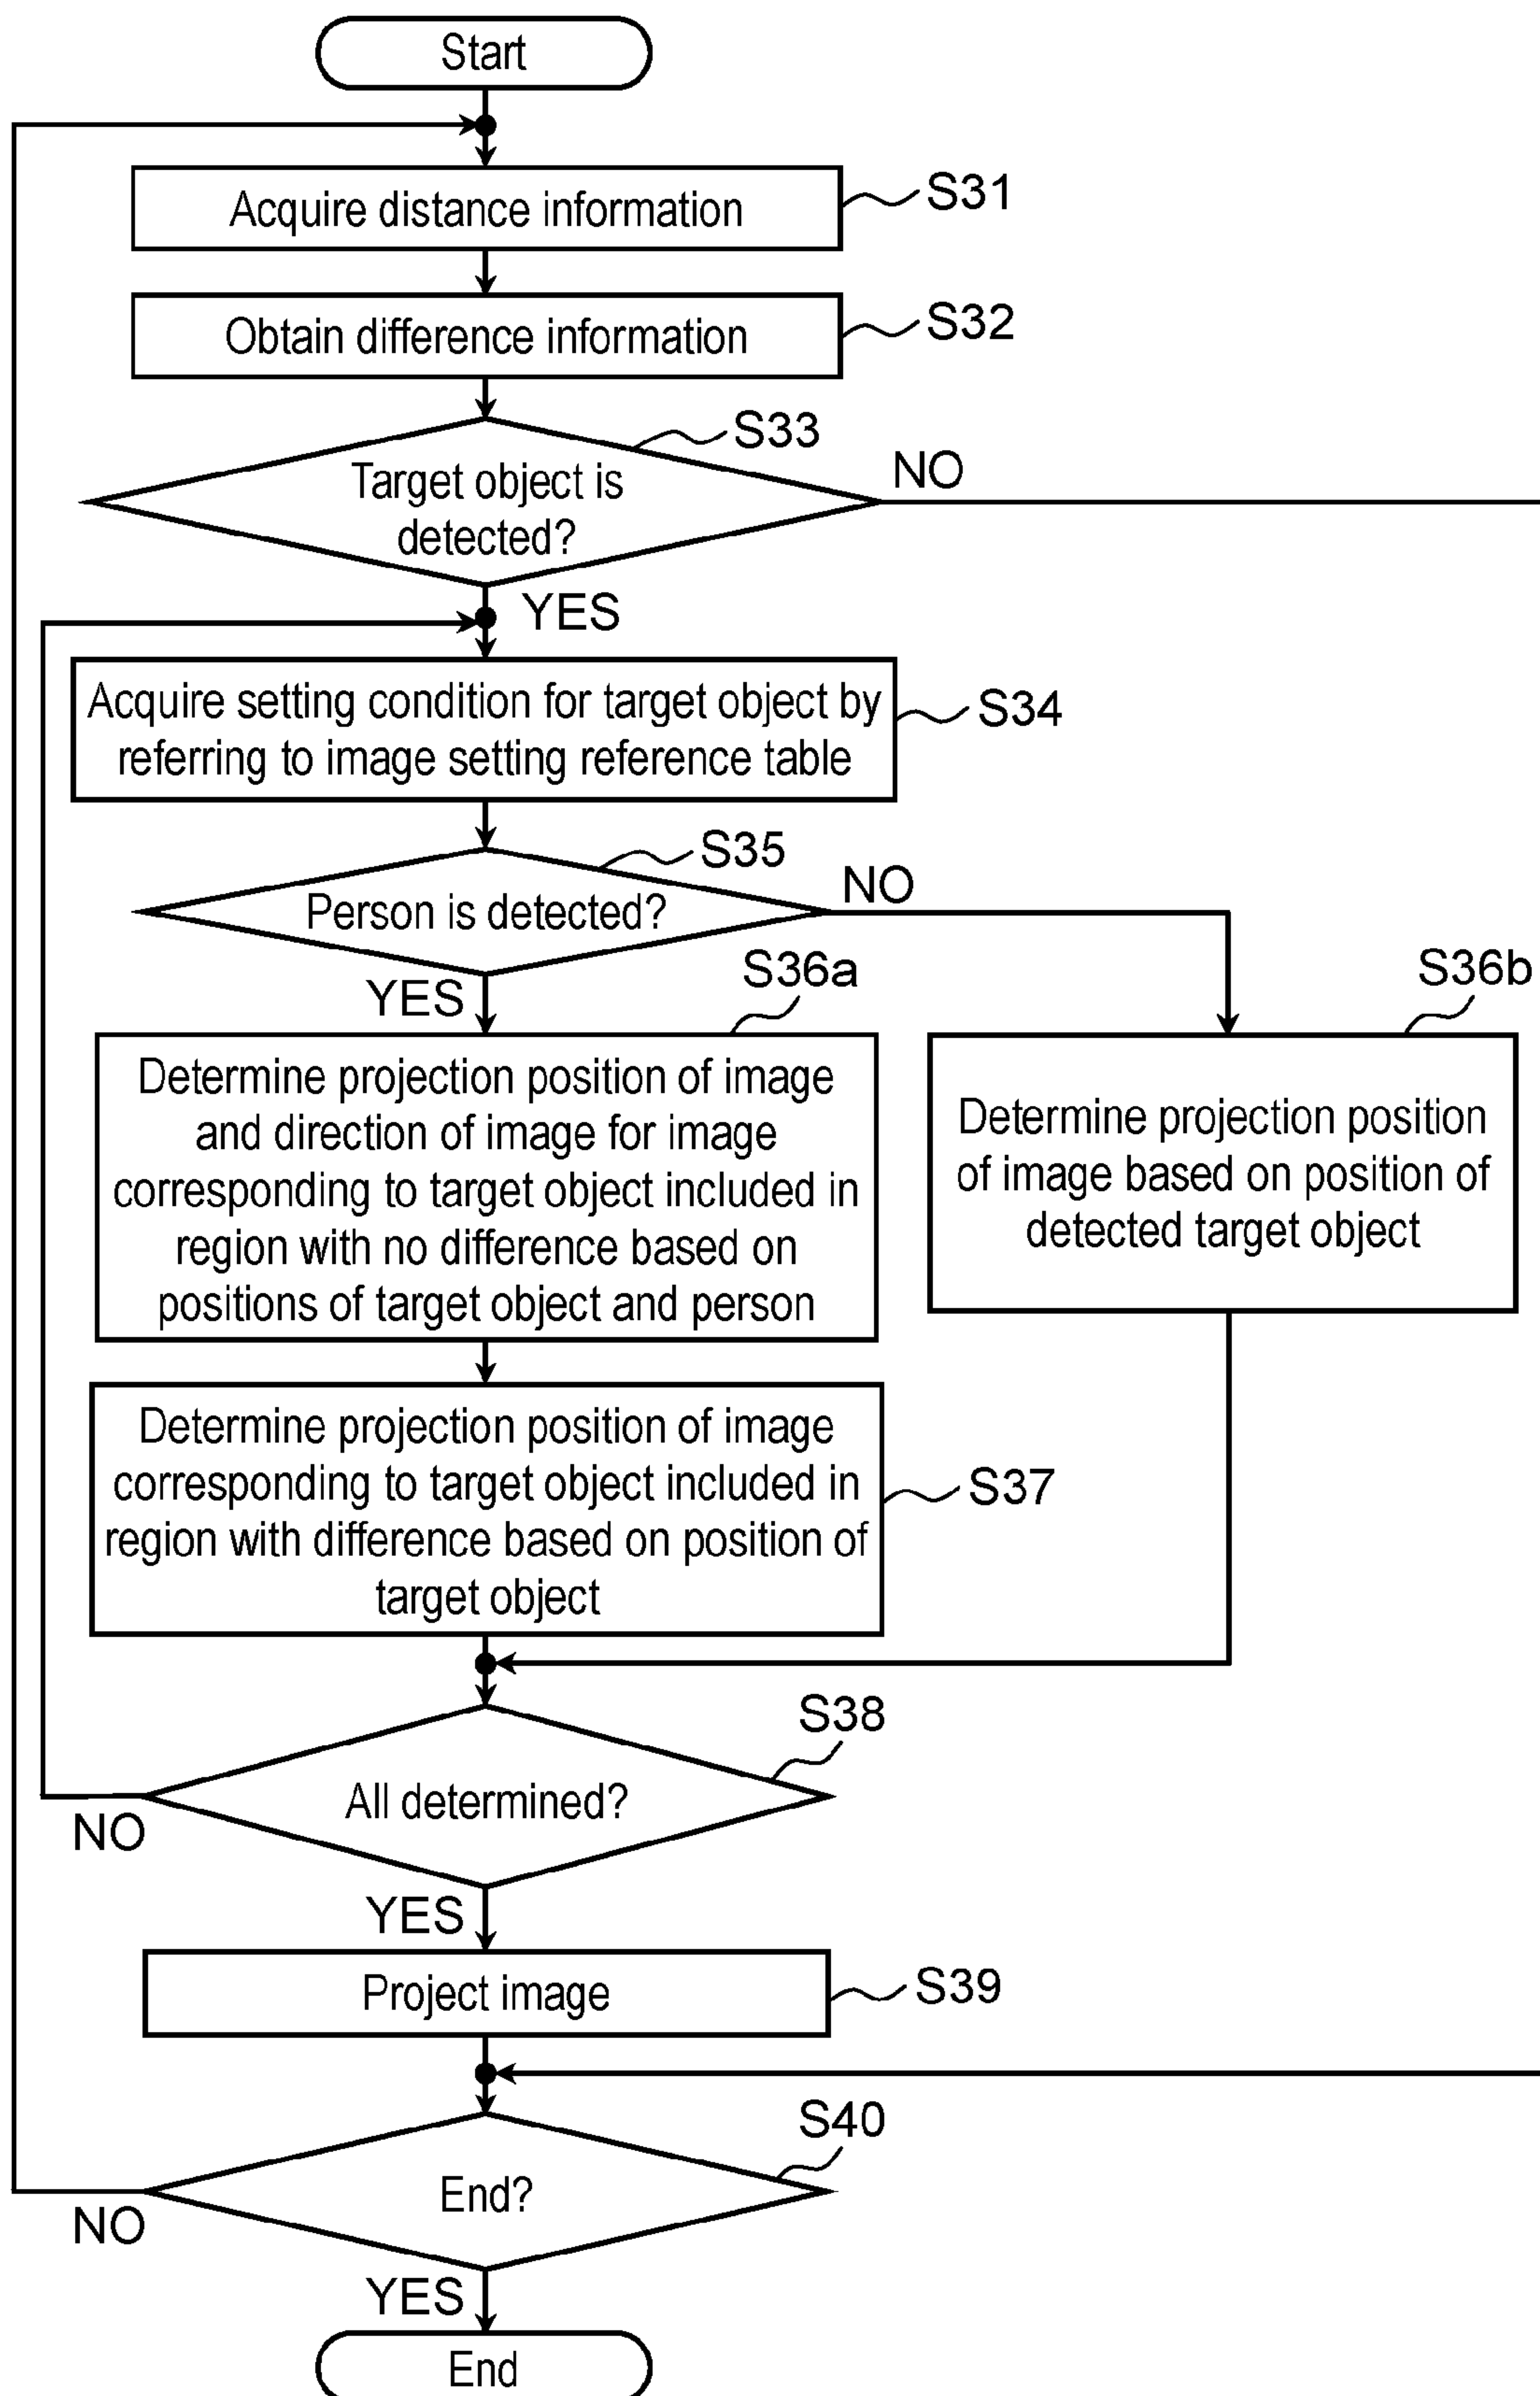 Start
Acquire distance information
S31
Obtain difference information
S32
S33
Target object is
detected?
NO
YES
Acquire setting condition for target object by
referring to image setting reference table
S34
S35
Person is detected?
NO
YES
S36a
S36b
Determine projection position of image
and direction of image for image
corresponding to target object included in
region with no difference based on
positions of target object and person
Determine projection position
of image based on position of
detected target object
Determine projection position of image
corresponding to target object included in
region with difference based on position of
target object
S37
S38
All determined?
NO
YES
Project image
S39
S40
End?
NO
YES
End